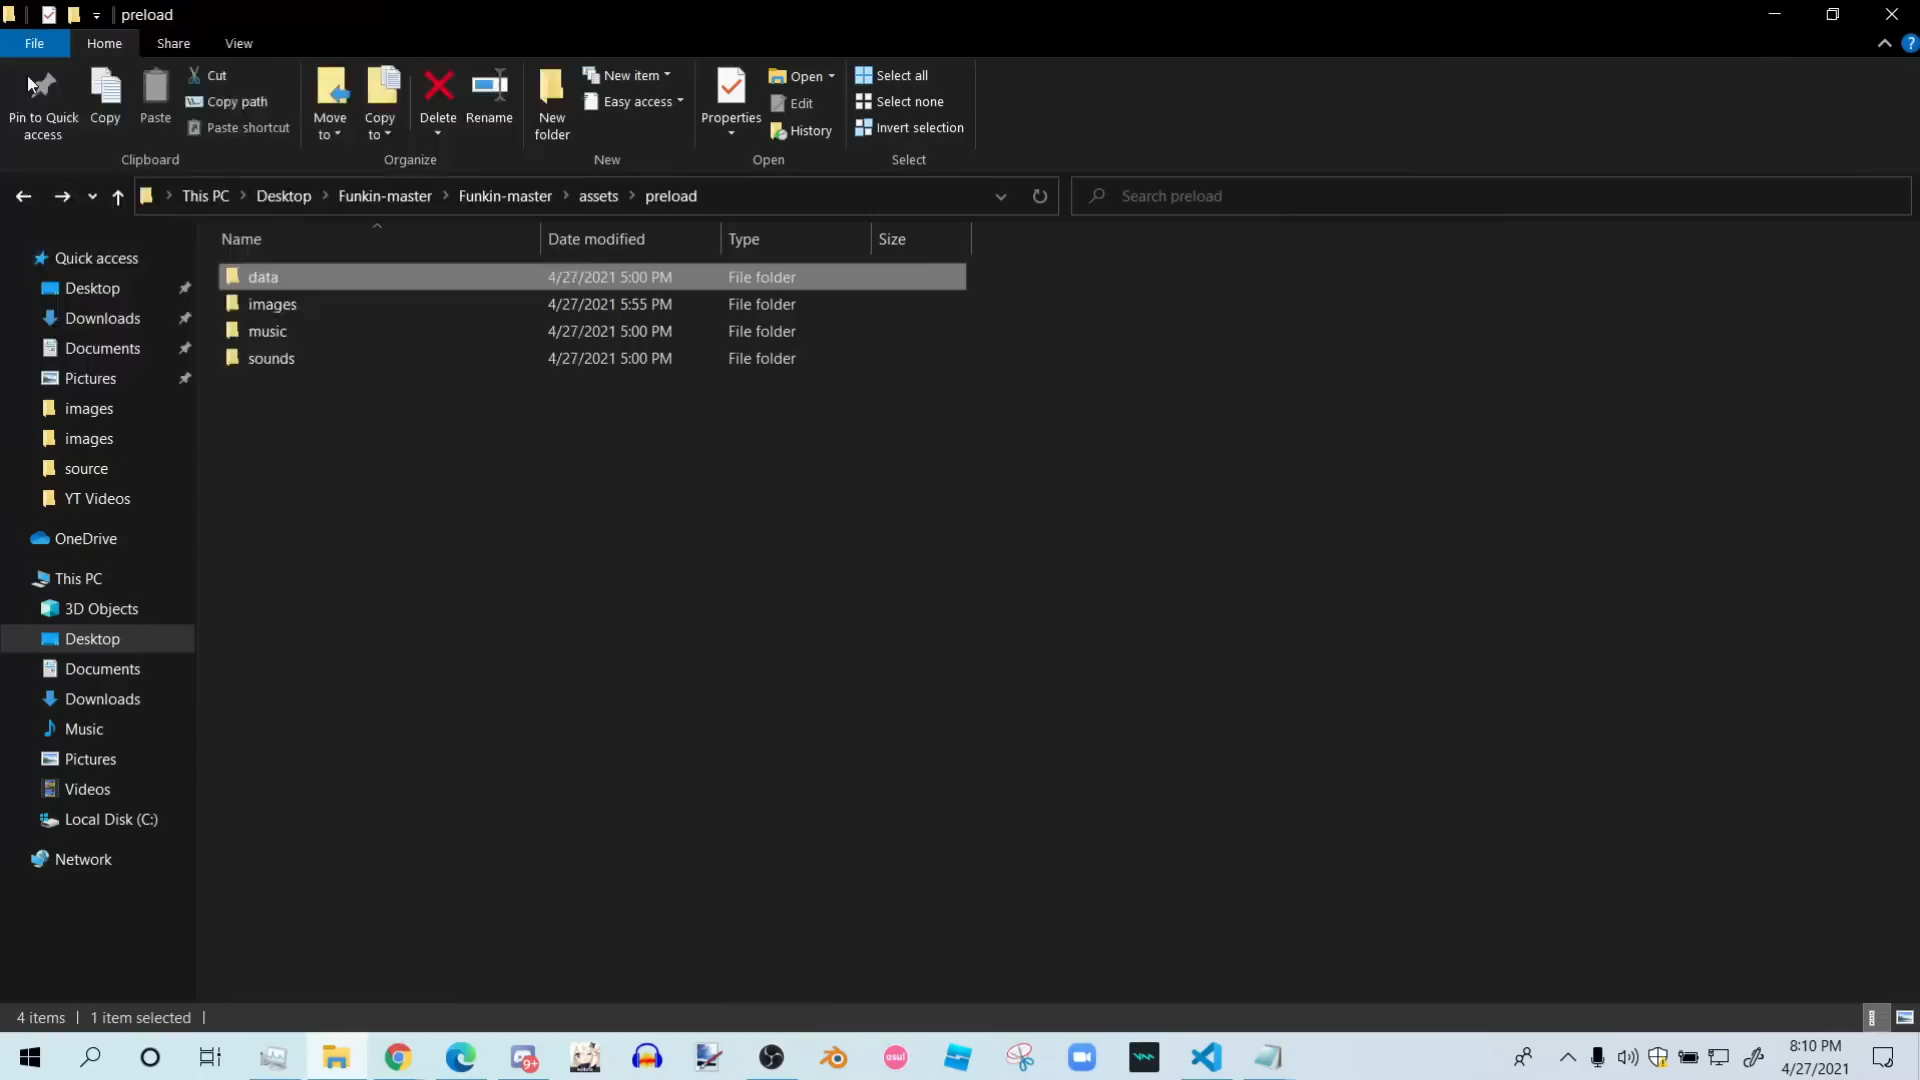 preload
File Home Share View
Pin to Quick access
Copy
Paste
Cut
Copy path
Paste shortcut
Clipboard
Move to
Copy to
Delete
Rename
Organize
New folder
New item
Easy access
New
Properties
Open
Edit
History
Open
Select all
Select none
Invert selection
Select
This PC Desktop Funkin-master Funkin-master assets preload
Search preload
Name Date modified Type Size
data 4/27/2021 5:00 PM File folder
images 4/27/2021 5:55 PM File folder
music 4/27/2021 5:00 PM File folder
sounds 4/27/2021 5:00 PM File folder
Quick access
Desktop
Downloads
Documents
Pictures
images
images
source
YT Videos
OneDrive
This PC
3D Objects
Desktop
Documents
Downloads
Music
Pictures
Videos
Local Disk (C:)
Network
4 items 1 item selected
9+
osu!
8:10 PM
4/27/2021